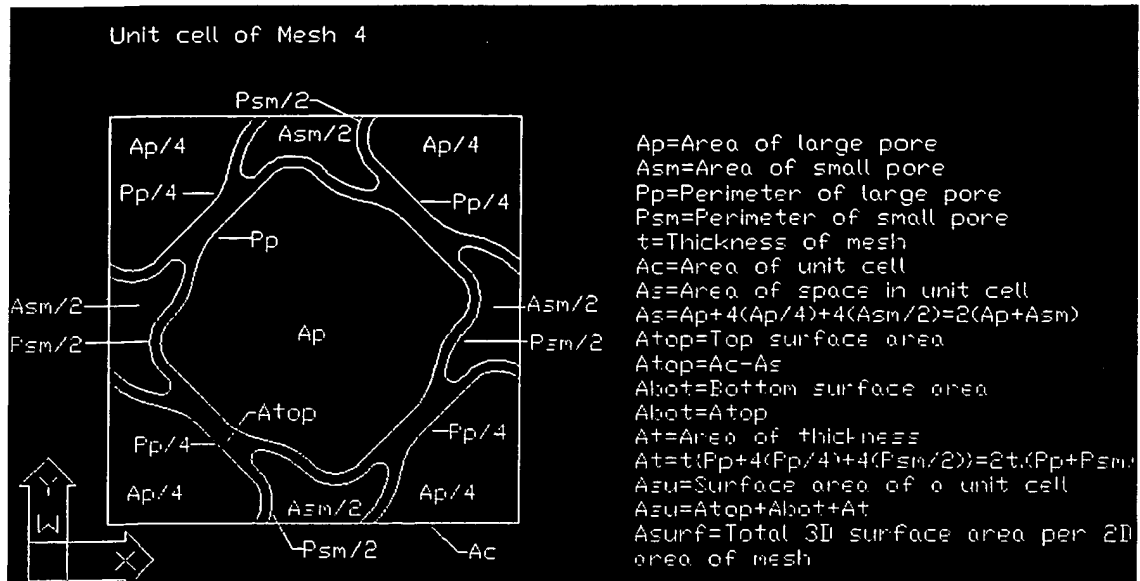 Unit cell of Mesh 4
Psm/2
Ap/4
Asm/2
Ap/4
Pp/4
Pp/4
Pp
Asm/2
Asm/2
Psm/2
Ap
Psm/2
Atop
Pp/4
Pp/4
Ap/4
Asm/2
Ap/4
Psm/2
Ac
Y
W
X
Ap=Area of large pore
Asm=Area of small pore
Pp=Perimeter of large pore
Psm=Perimeter of small pore
t=Thickness of mesh
Ac=Area of unit cell
As=Area of space in unit cell
As=Ap+4(Ap/4)+4(Asm/2)=2(Ap+Asm)
Atop=Top surface area
Atop=Ac-As
Abot=Bottom surface area
Abot=Atop
At=Area of thickness
At=t(Pp+4(Pp/4)+4(Psm/2))=2t(Pp+Psm
Asu=Surface area of a unit cell
Asu=Atop+Abot+At
Asurf=Total 3D surface area per 2D
area of mesh